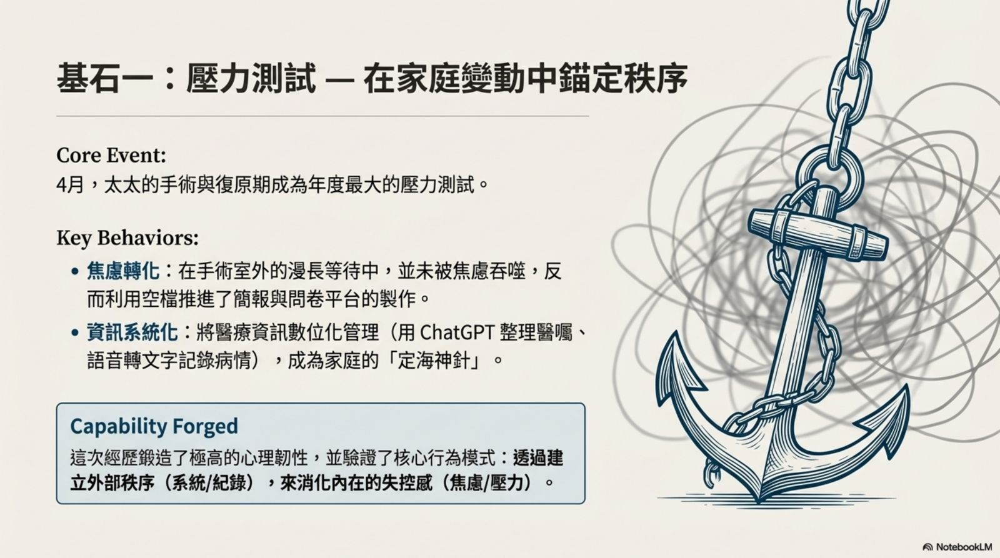 基石一：壓力測試 — 在家庭變動中錨定秩序
Core Event:
4月，太太的手術與復原期成為年度最大的壓力測試。
Key Behaviors:
• 焦慮轉化：在手術室外的漫長等待中，並未被焦慮吞噬，反
而利用空檔推進了簡報與問卷平台的製作。
• 資訊系統化：將醫療資訊數位化管理（用 ChatGPT 整理醫囑、
語音轉文字記錄病情），成為家庭的「定海神針」。
Capability Forged
這次經歷鍛造了極高的心理韌性，並驗證了核心行為模式：透過建
立外部秩序（系統/紀錄），來消化內在的失控感（焦慮/壓力）。
NotebookLM